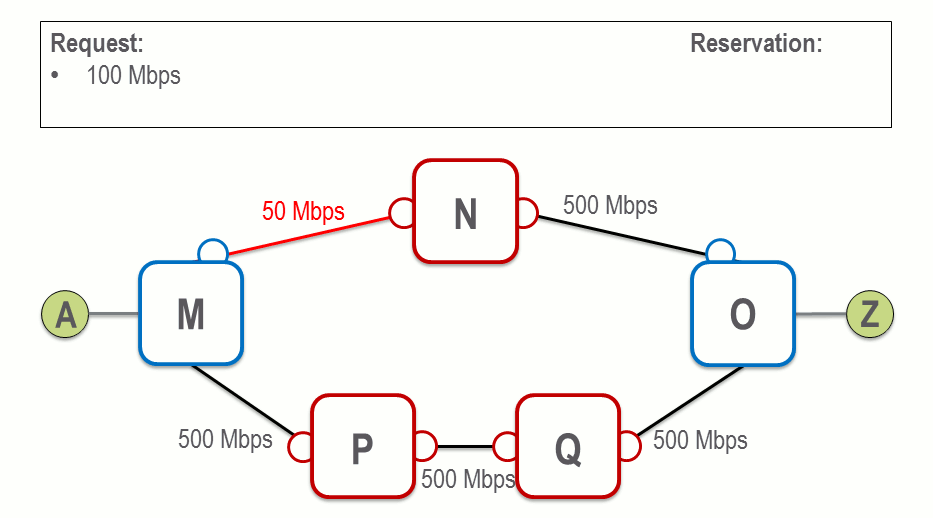 Request: Reservation:
• 100 Mbps
50 Mbps
N
500 Mbps
A
M
O
Z
500 Mbps
P
500 Mbps
Q
500 Mbps